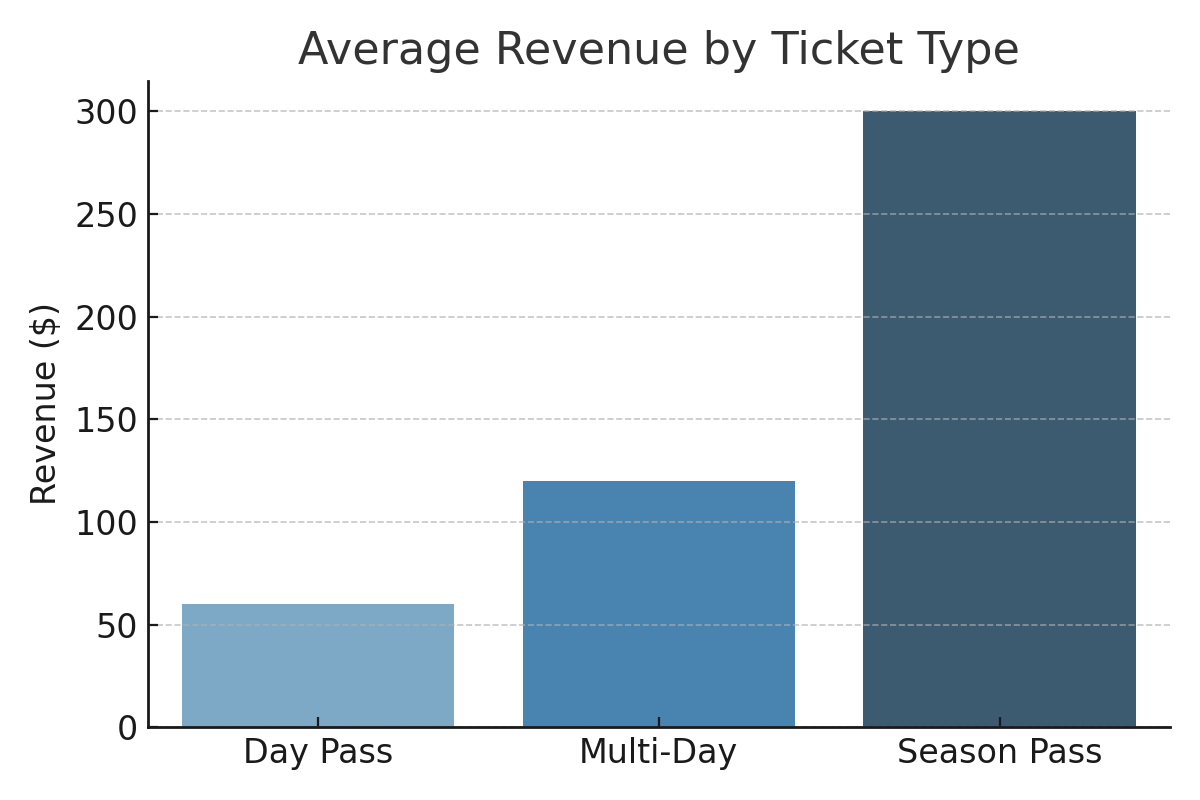 Average Revenue by Ticket Type
Revenue ($)
300
250
200
150
100
50
0
Day Pass
Multi-Day
Season Pass